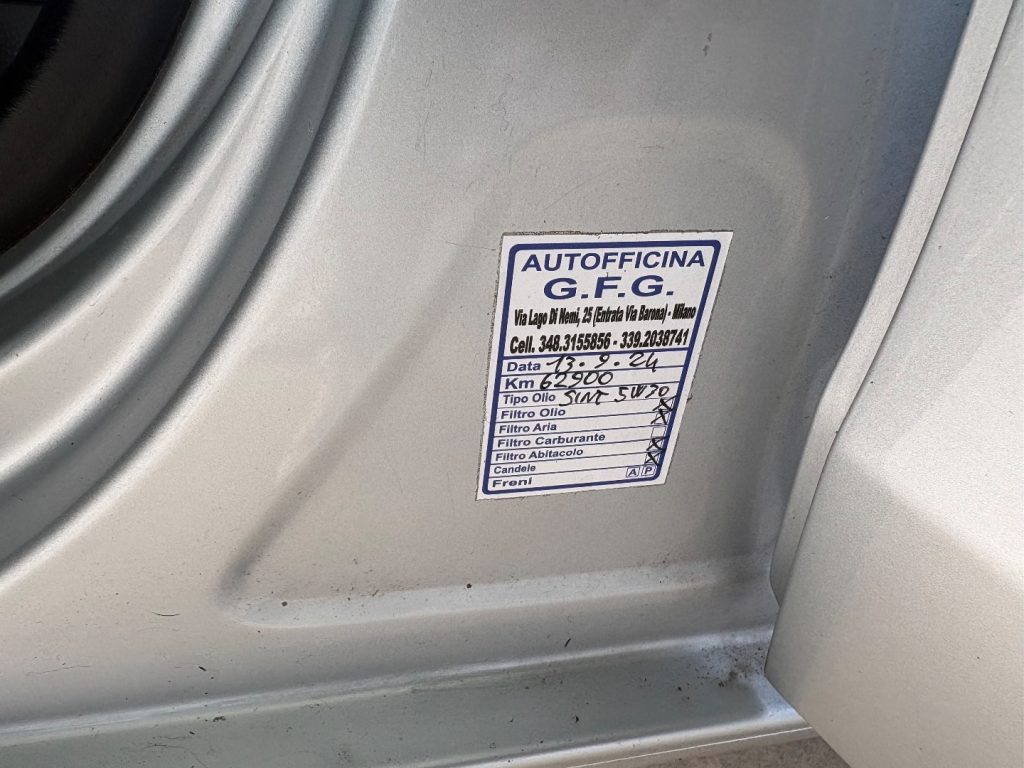 AUTOFFICINA
G.F.G.
Via Lago Di Nemi, 25 (Entrata Via Barona) - Milano
Cell. 348.3155856 - 339.2038741
Data 13.9.24
Km 62900
Tipo Olio SINT 5W30
Filtro Olio X
Filtro Aria X
Filtro Carburante
Filtro Abitacolo X
Candele X
Freni A P